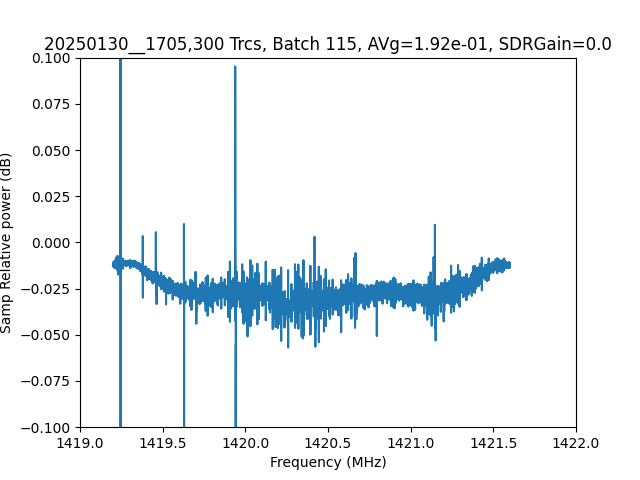 20250130__1705,300 Trcs, Batch 115, AVg=1.92e-01, SDRGain=0.0
0.100
0.075
0.050
0.025
0.000
−0.025
−0.050
−0.075
−0.100
Samp Relative power (dB)
1419.0 1419.5 1420.0 1420.5 1421.0 1421.5 1422.0
Frequency (MHz)